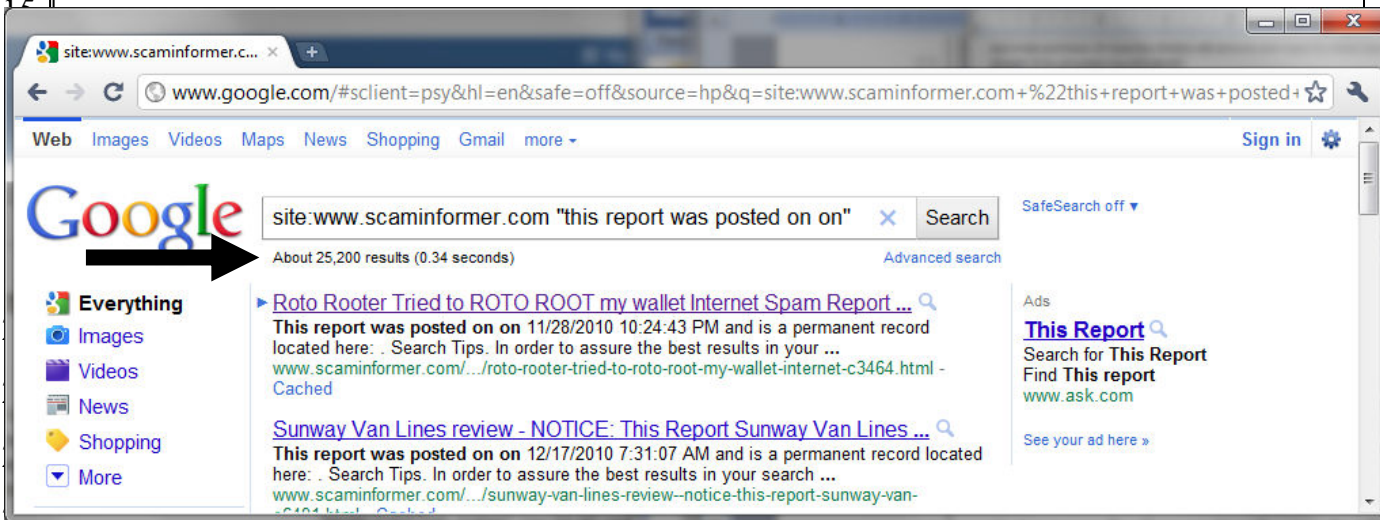 15
site:www.scaminformer.c...
www.google.com/#sclient=psy&hl=en&safe=off&source=hp&q=site:www.scaminformer.com+%22this+report+was+posted+
Web Images Videos Maps News Shopping Gmail more Sign in
Google
site:www.scaminformer.com "this report was posted on on" Search
SafeSearch off
About 25,200 results (0.34 seconds) Advanced search
Everything
Images
Videos
News
Shopping
More
Roto Rooter Tried to ROTO ROOT my wallet Internet Spam Report ...
This report was posted on on 11/28/2010 10:24:43 PM and is a permanent record
located here: . Search Tips. In order to assure the best results in your ...
www.scaminformer.com/.../roto-rooter-tried-to-roto-root-my-wallet-internet-c3464.html -
Cached
Sunway Van Lines review - NOTICE: This Report Sunway Van Lines ...
This report was posted on on 12/17/2010 7:31:07 AM and is a permanent record located
here: . Search Tips. In order to assure the best results in your search ...
www.scaminformer.com/.../sunway-van-lines-review--notice-this-report-sunway-van-
Ads
This Report
Search for This Report
Find This report
www.ask.com
See your ad here »